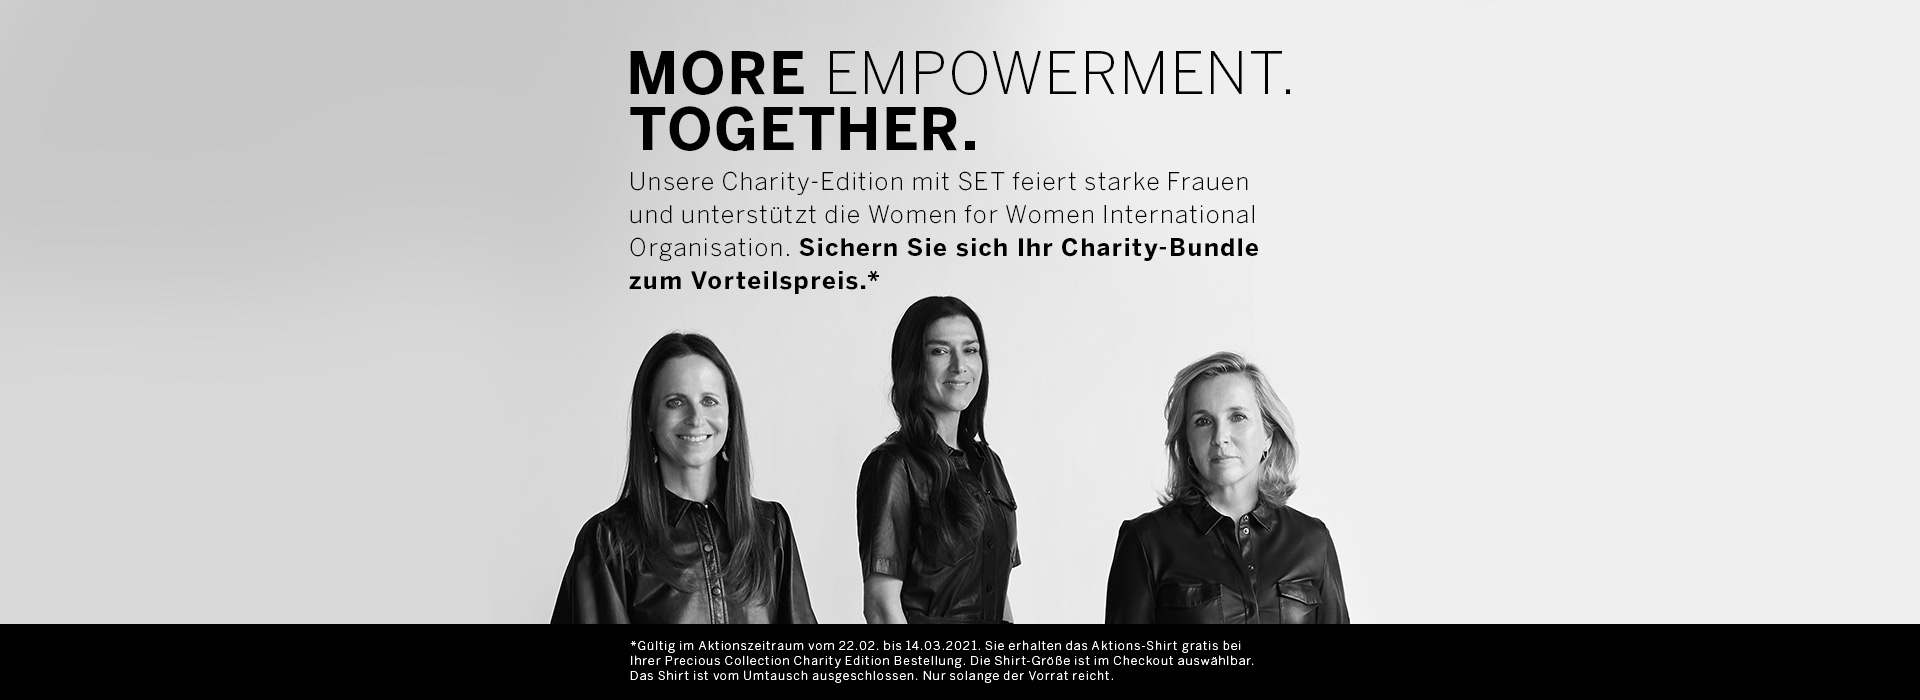 MORE EMPOWERMENT.
TOGETHER.
Unsere Charity-Edition mit SET feiert starke Frauen
und unterstützt die Women for Women International
Organisation. Sichern Sie sich Ihr Charity-Bundle
zum Vorteilspreis.*
*Gültig im Aktionszeitraum vom 22.02. bis 14.03.2021. Sie erhalten das Aktions-Shirt gratis bei
Ihrer Precious Collection Charity Edition Bestellung. Die Shirt-Größe ist im Checkout auswählbar.
Das Shirt ist vom Umtausch ausgeschlossen. Nur solange der Vorrat reicht.